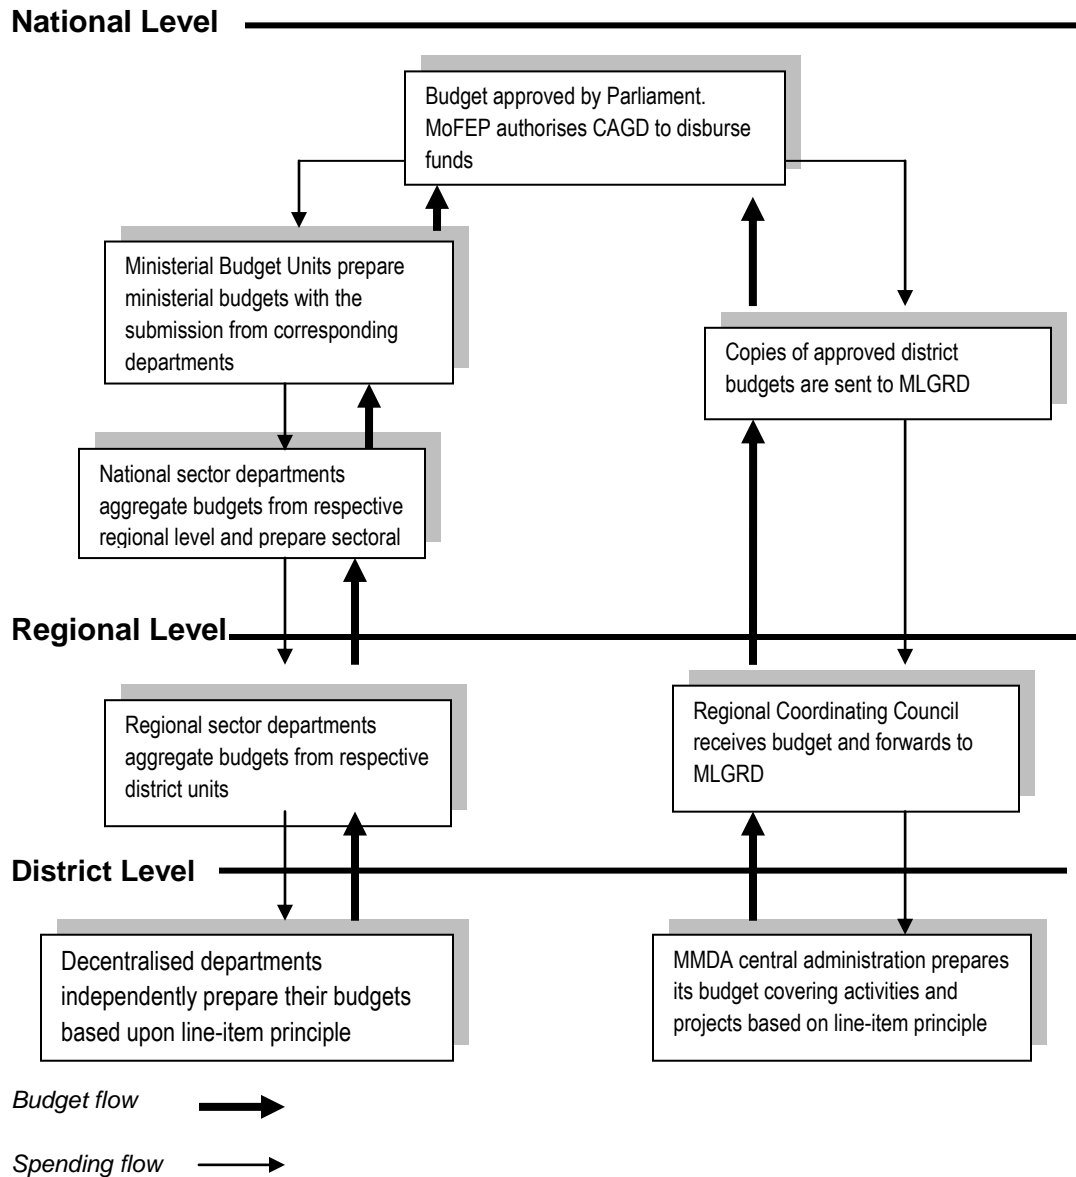 National Level
Budget approved by Parliament.
MoFEP authorises CAGD to disburse
funds
Ministerial Budget Units prepare
ministerial budgets with the
submission from corresponding
departments
Copies of approved district
budgets are sent to MLGRD
National sector departments
aggregate budgets from respective
regional level and prepare sectoral
Regional Level
Regional sector departments
aggregate budgets from respective
district units
Regional Coordinating Council
receives budget and forwards to
MLGRD
District Level
Decentralised departments
independently prepare their budgets
based upon line-item principle
MMDA central administration prepares
its budget covering activities and
projects based on line-item principle
Budget flow
Spending flow